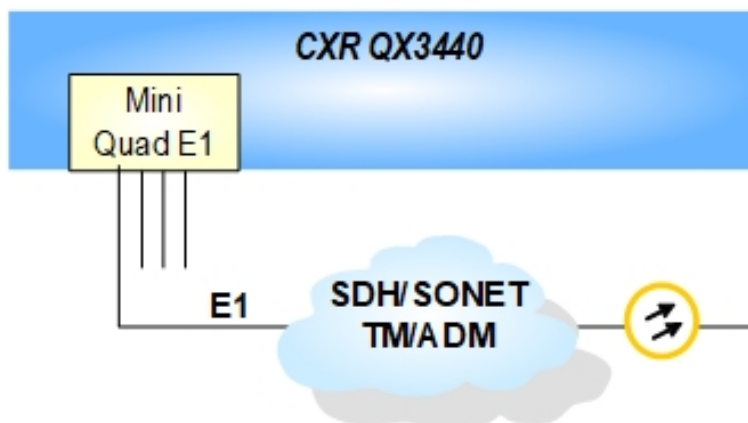 CXR QX3440
Mini
Quad E1
E1
SDH/SONET
TM/ADM